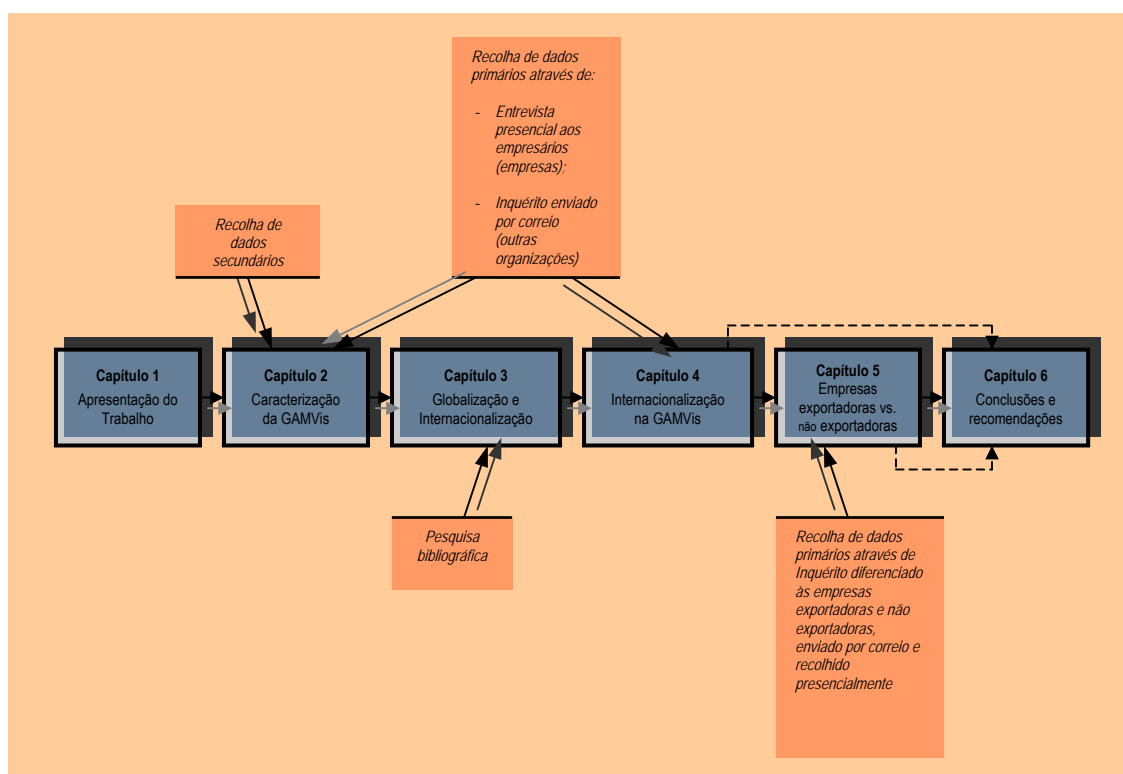 Recolha de dados
primários através de:
- Entrevista
presencial aos
empresários
(empresas);
- Inquérito enviado
por correio
(outras
organizações)
Recolha de
dados
secundários
Capítulo 1
Apresentação do
Trabalho
Capítulo 2
Caracterização
da GAMVis
Capítulo 3
Globalização e
Internacionalização
Capítulo 4
Internacionalização
na GAMVis
Capítulo 5
Empresas
exportadoras vs.
não exportadoras
Capítulo 6
Conclusões e
recomendações
Pesquisa
bibliográfica
Recolha de dados
primários através de
Inquérito diferenciado
às empresas
exportadoras e não
exportadoras,
enviado por correio e
recolhido
presencialmente